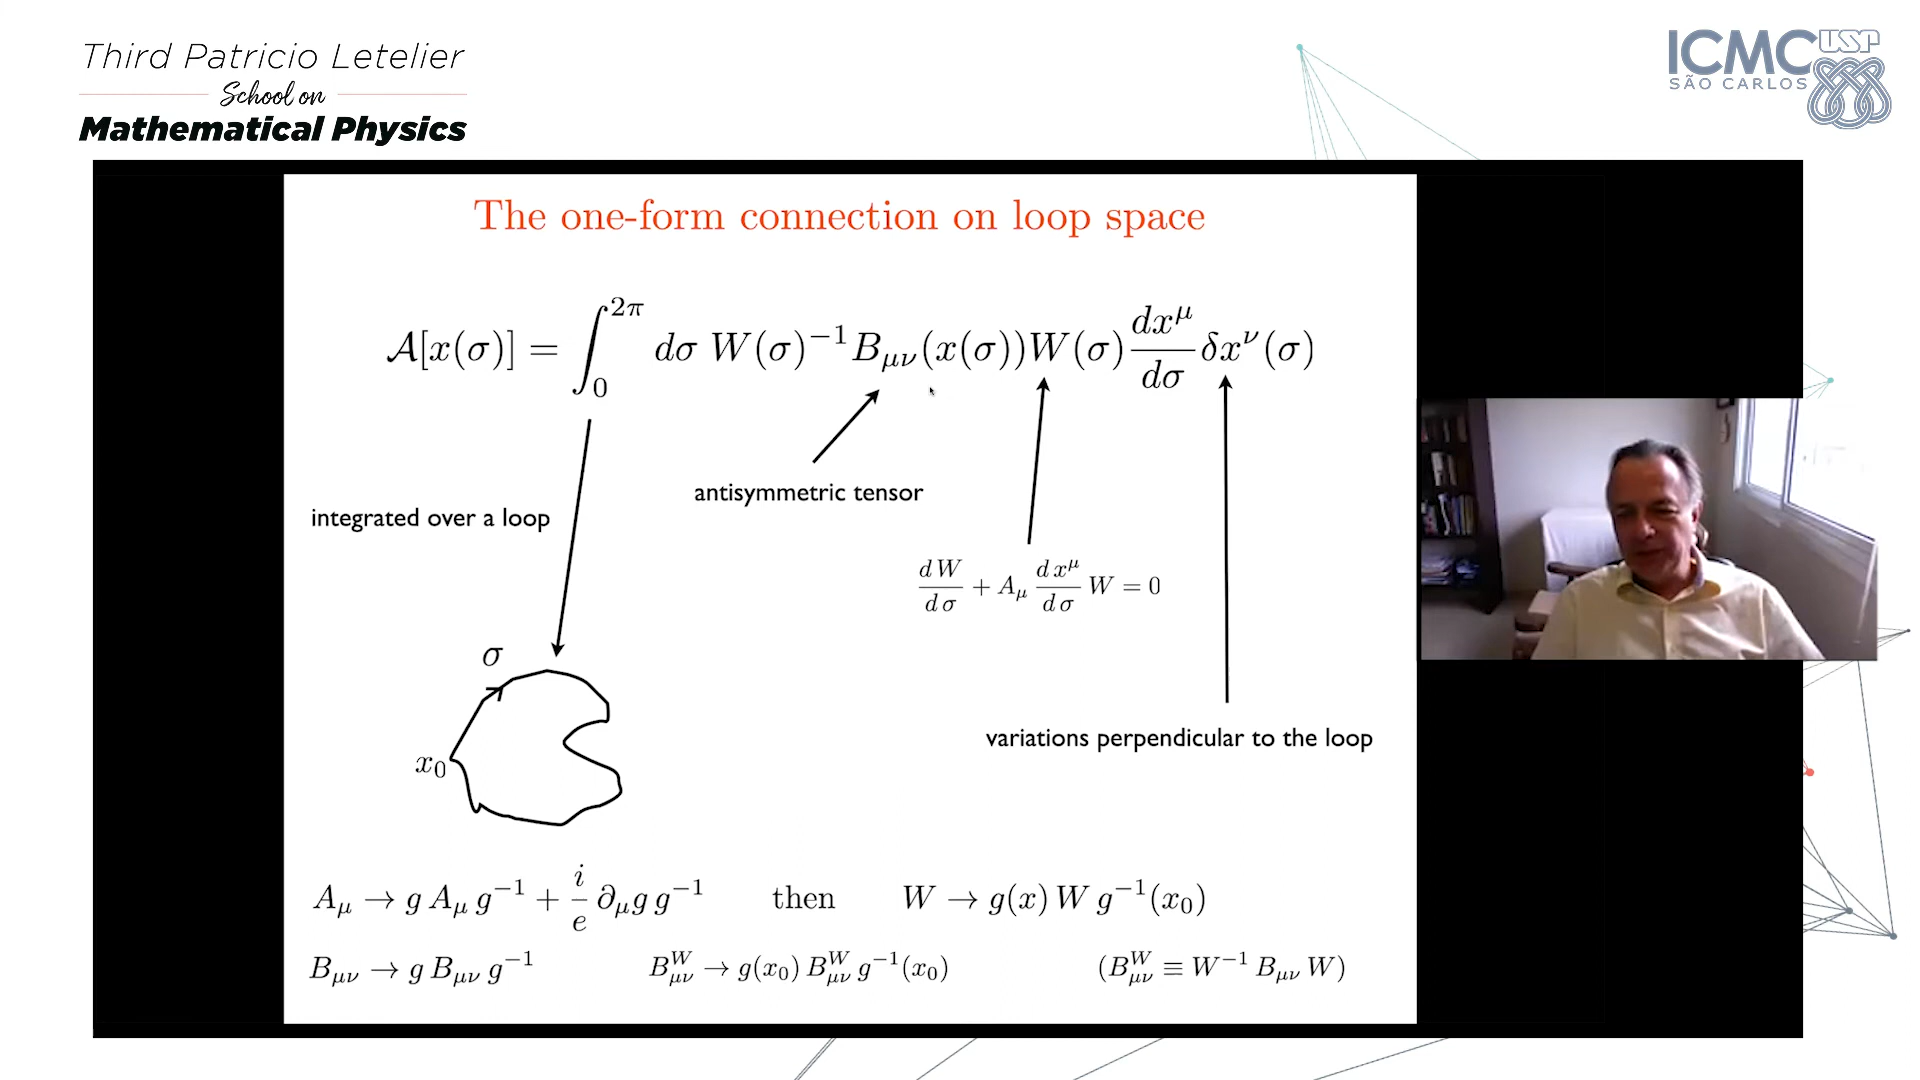 Third Patricio Letelier
School on
Mathematical Physics
ICMC USP
SÃO CARLOS
The one-form connection on loop space
𝒜[x(σ)] = ∫₀^{2π} dσ W(σ)⁻¹ B_{μν}(x(σ))W(σ) dx^μ/dσ δx^ν(σ)
antisymmetric tensor
integrated over a loop
dW/dσ + A_μ dx^μ/dσ W = 0
σ
variations perpendicular to the loop
x₀
A_μ → g A_μ g⁻¹ + i/e ∂_μ g g⁻¹ then W → g(x) W g⁻¹(x₀)
B_{μν} → g B_{μν} g⁻¹ B^W_{μν} → g(x₀) B^W_{μν} g⁻¹(x₀) (B^W_{μν} ≡ W⁻¹ B_{μν} W)